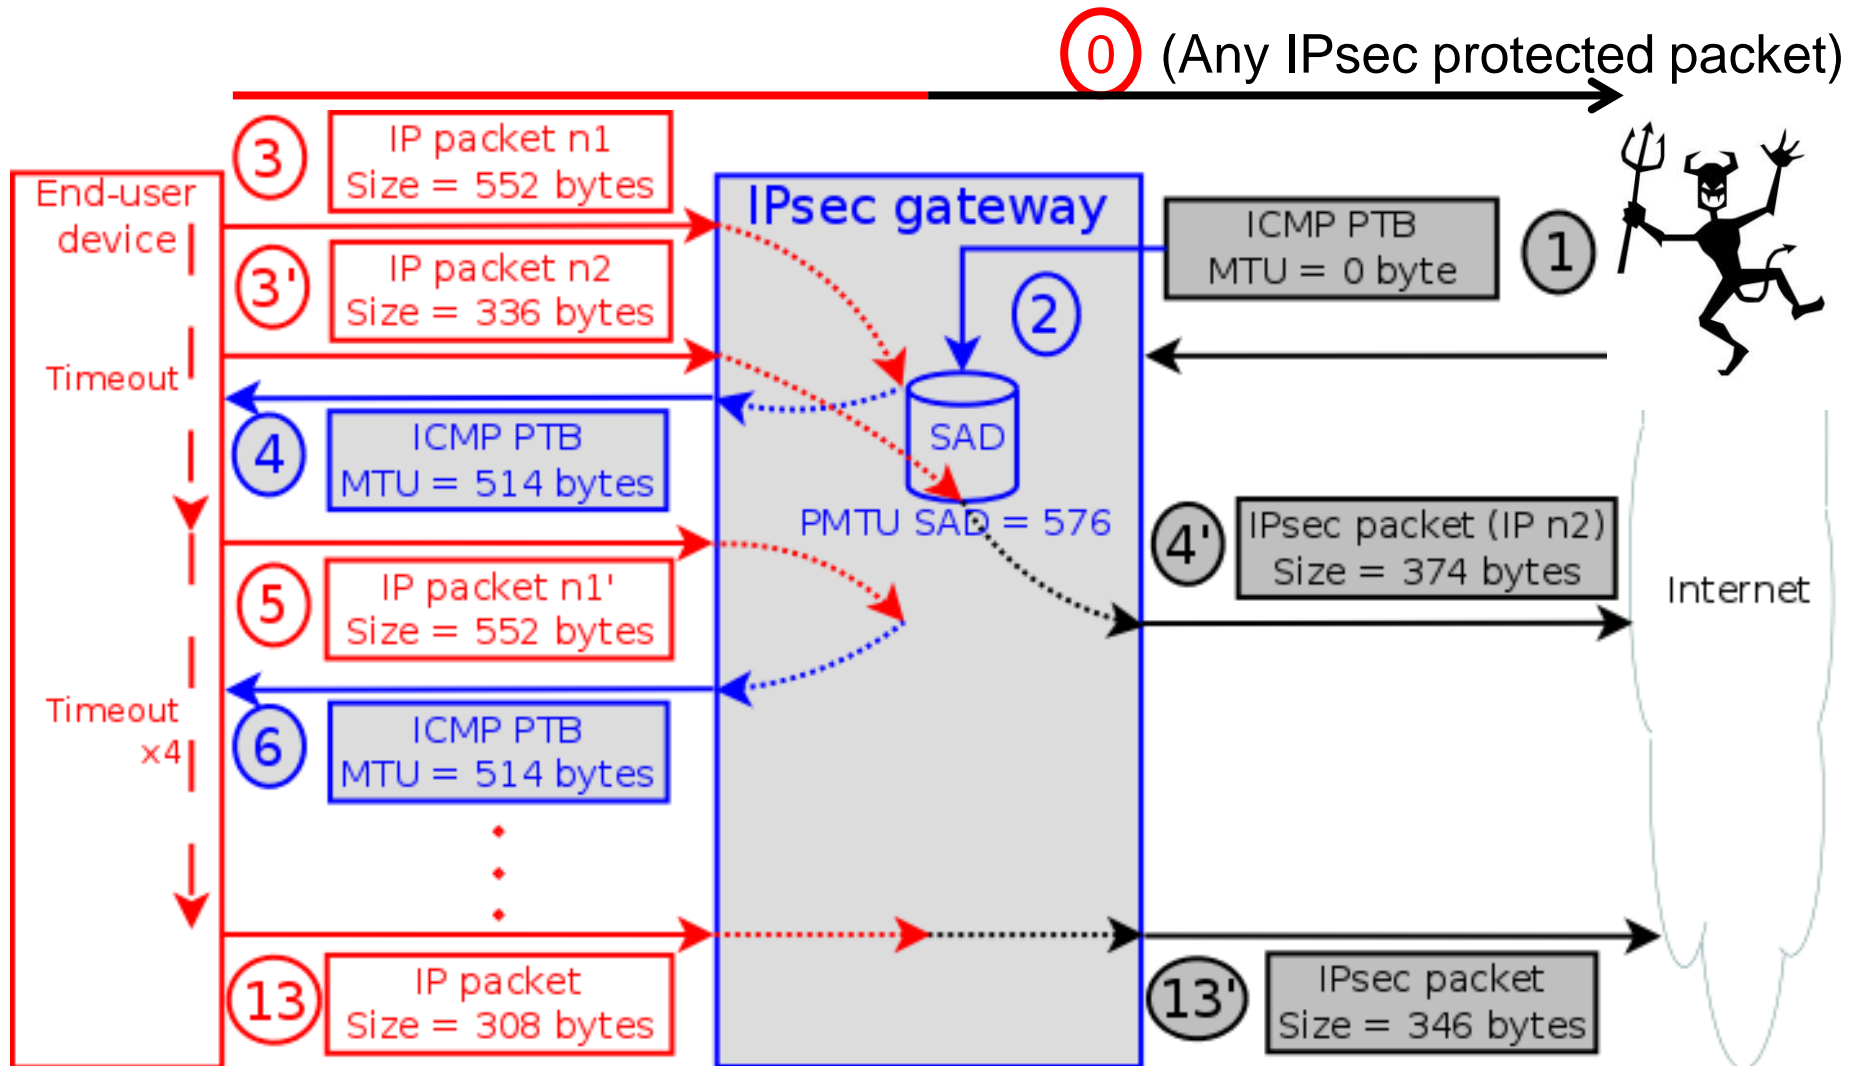 0 (Any IPsec protected packet)
3
IP packet n1
Size = 552 bytes
End-user
device
IPsec gateway
ICMP PTB
MTU = 0 byte
1
3'
IP packet n2
Size = 336 bytes
2
Timeout
4
ICMP PTB
MTU = 514 bytes
SAD
PMTU SAD = 576
4'
IPsec packet (IP n2)
Size = 374 bytes
Internet
5
IP packet n1'
Size = 552 bytes
Timeout
x4
6
ICMP PTB
MTU = 514 bytes
13
IP packet
Size = 308 bytes
13'
IPsec packet
Size = 346 bytes